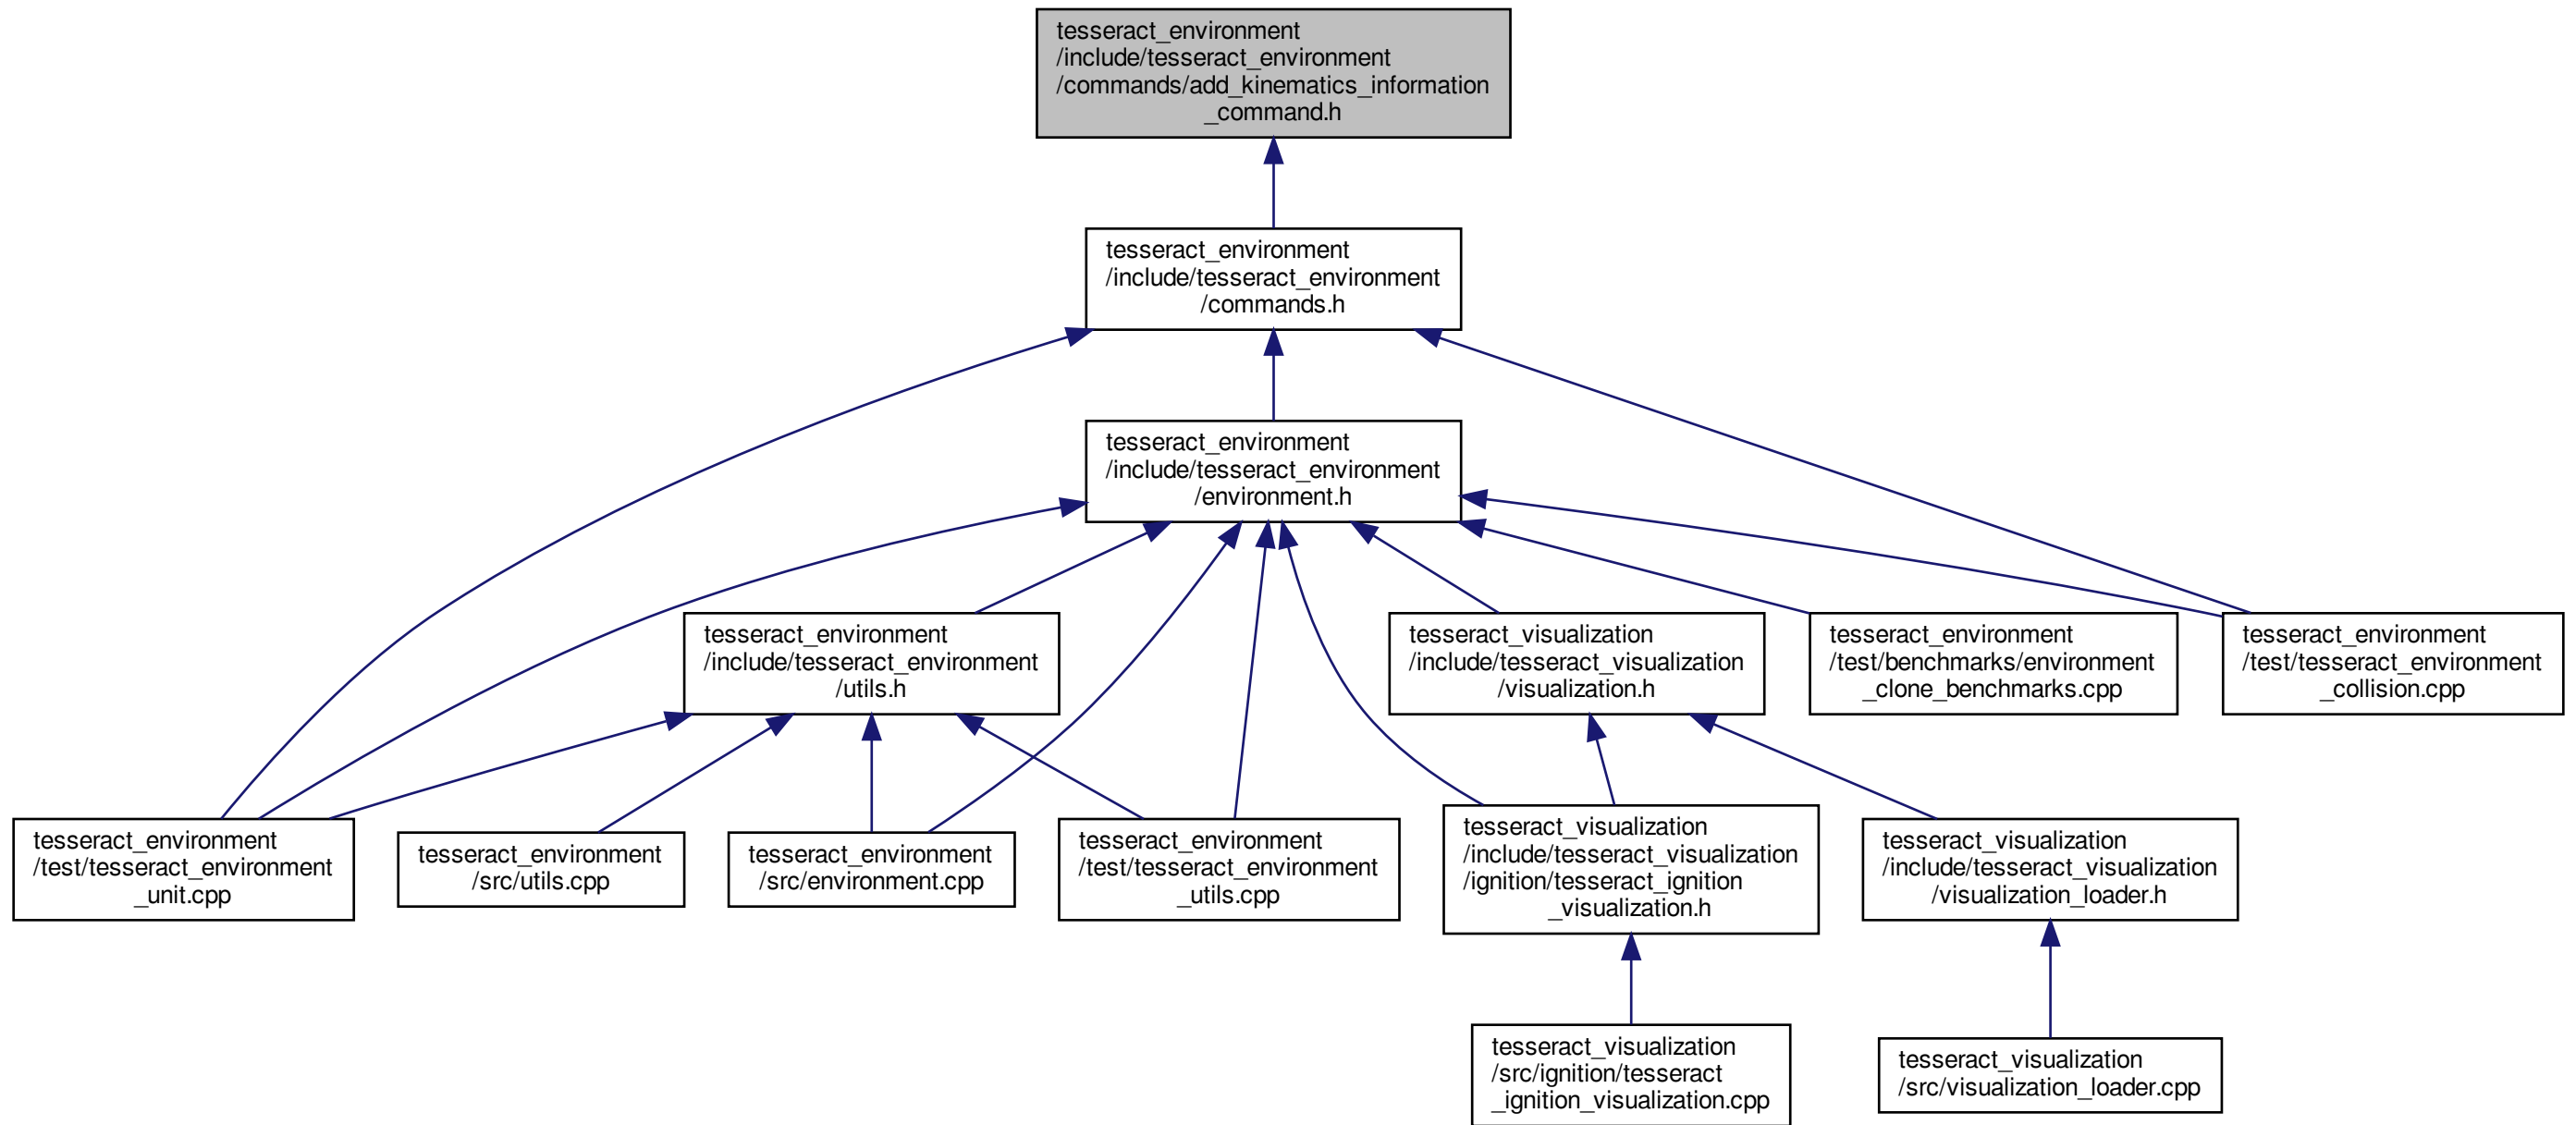 tesseract_environment
/include/tesseract_environment
/commands/add_kinematics_information
_command.h
tesseract_environment
/include/tesseract_environment
/commands.h
tesseract_environment
/include/tesseract_environment
/environment.h
tesseract_environment
/include/tesseract_environment
/utils.h
tesseract_visualization
/include/tesseract_visualization
/visualization.h
tesseract_environment
/test/benchmarks/environment
_clone_benchmarks.cpp
tesseract_environment
/test/tesseract_environment
_collision.cpp
tesseract_environment
/test/tesseract_environment
_unit.cpp
tesseract_environment
/src/utils.cpp
tesseract_environment
/src/environment.cpp
tesseract_environment
/test/tesseract_environment
_utils.cpp
tesseract_visualization
/include/tesseract_visualization
/ignition/tesseract_ignition
_visualization.h
tesseract_visualization
/include/tesseract_visualization
/visualization_loader.h
tesseract_visualization
/src/ignition/tesseract
_ignition_visualization.cpp
tesseract_visualization
/src/visualization_loader.cpp